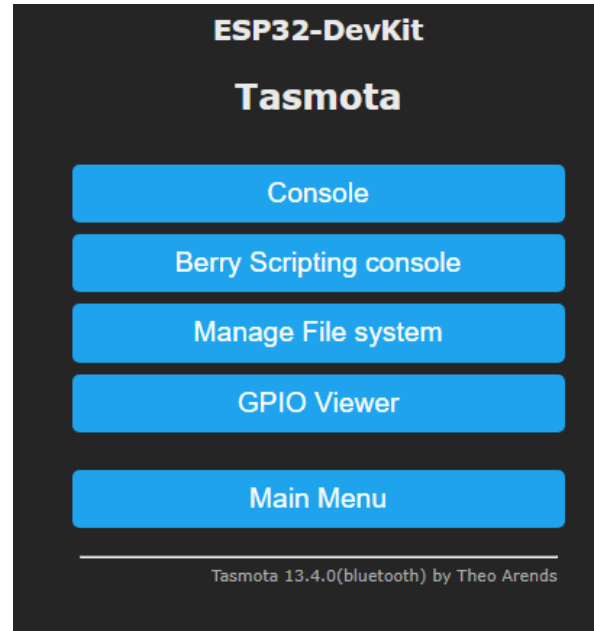 ESP32-DevKit
Tasmota
Console
Berry Scripting console
Manage File system
GPIO Viewer
Main Menu
Tasmota 13.4.0(bluetooth) by Theo Arends